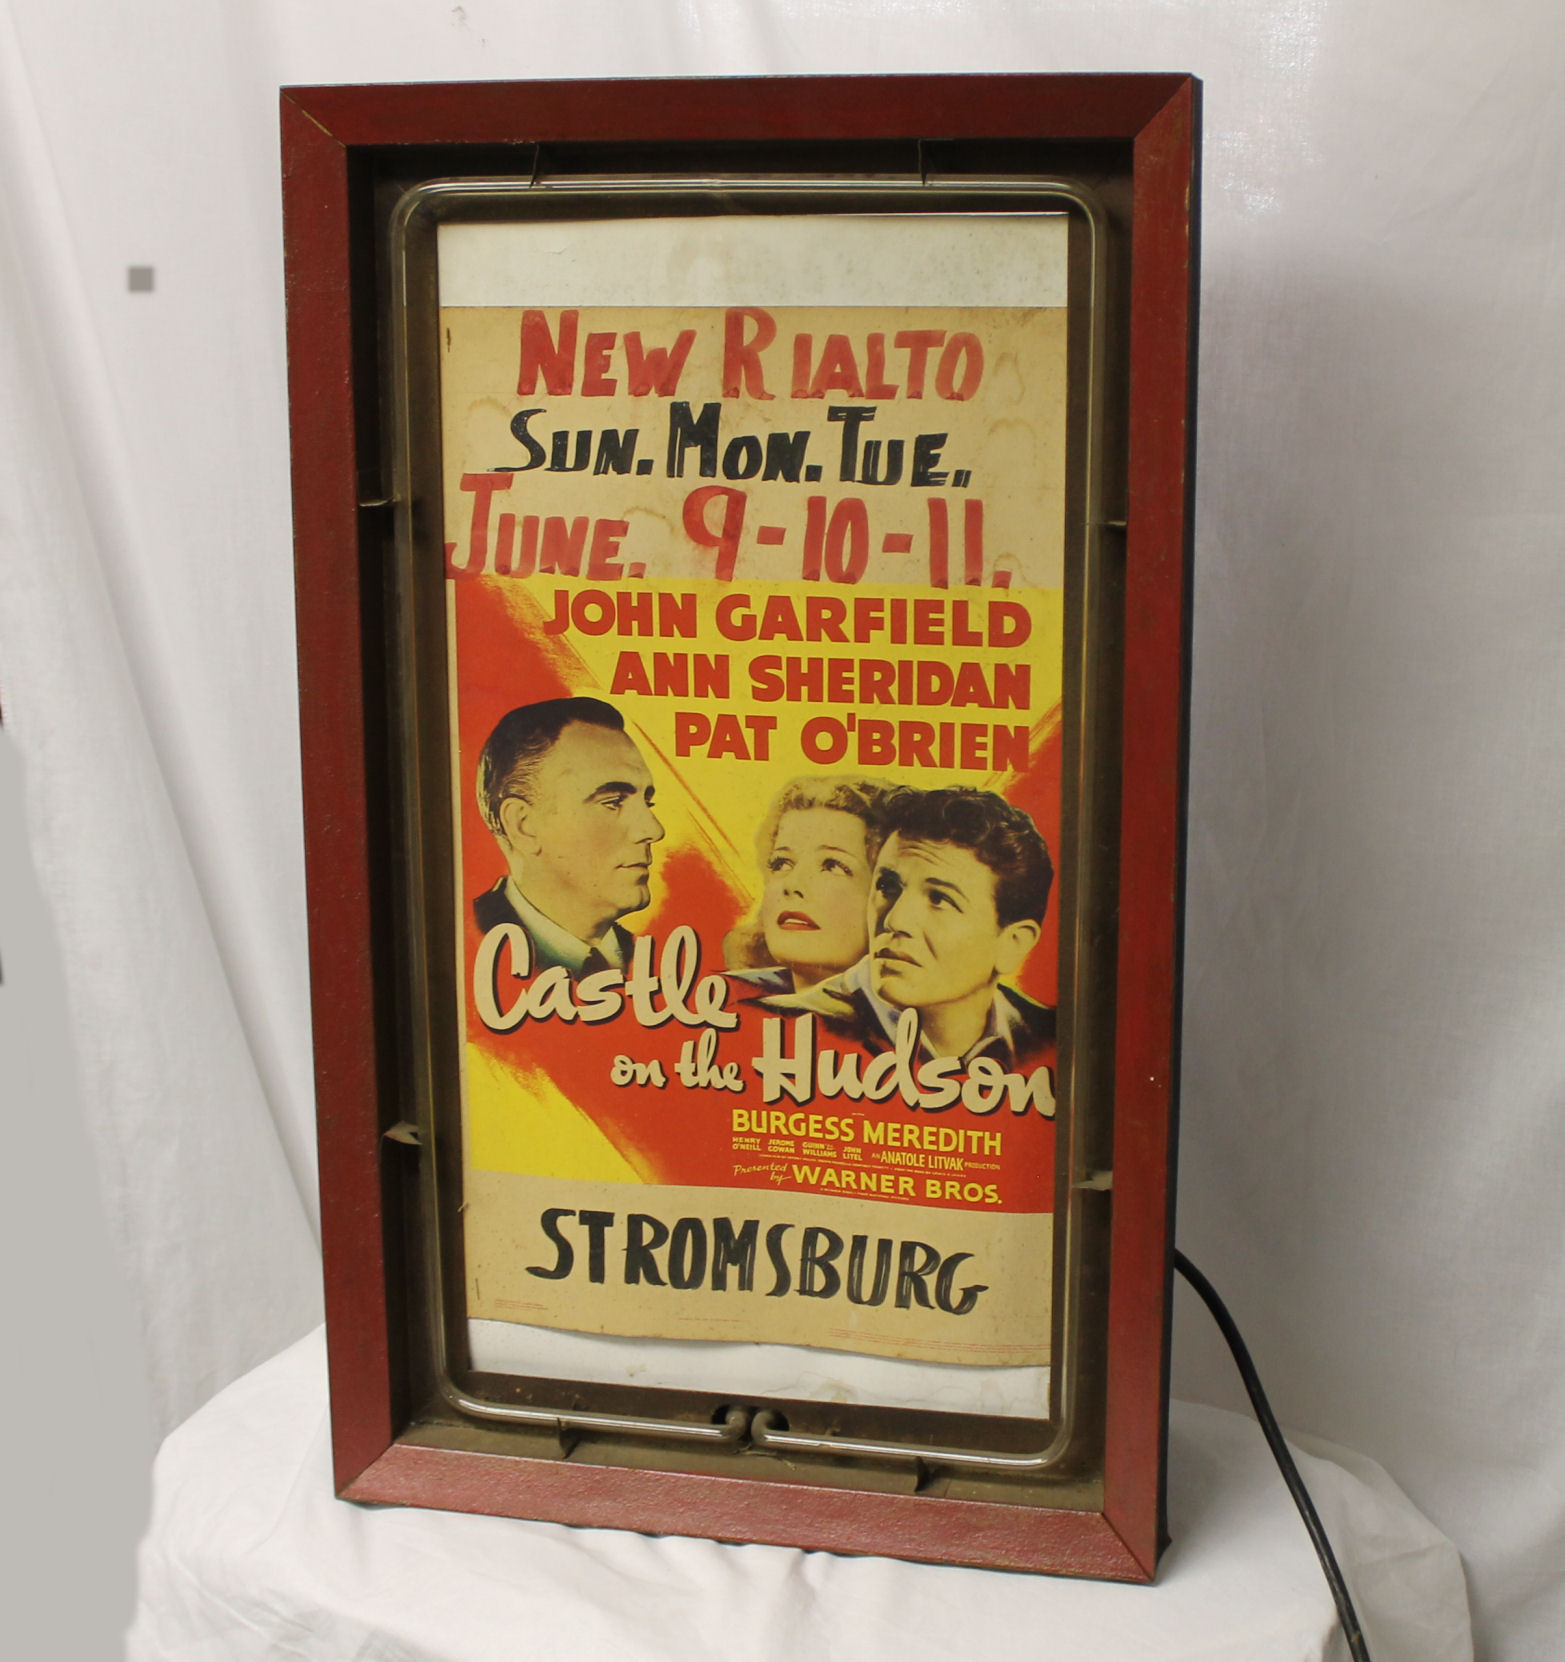 NEW RIALTO
SUN. MON. TUE.
JUNE. 9-10-11.
JOHN GARFIELD
ANN SHERIDAN
PAT O'BRIEN
Castle
on the Hudson
BURGESS MEREDITH
HENRY O'NEILL JEROME COWAN GUINN WILLIAMS JOHN LITEL AN ANATOLE LITVAK PRODUCTION
Presented by WARNER BROS.
STROMSBURG